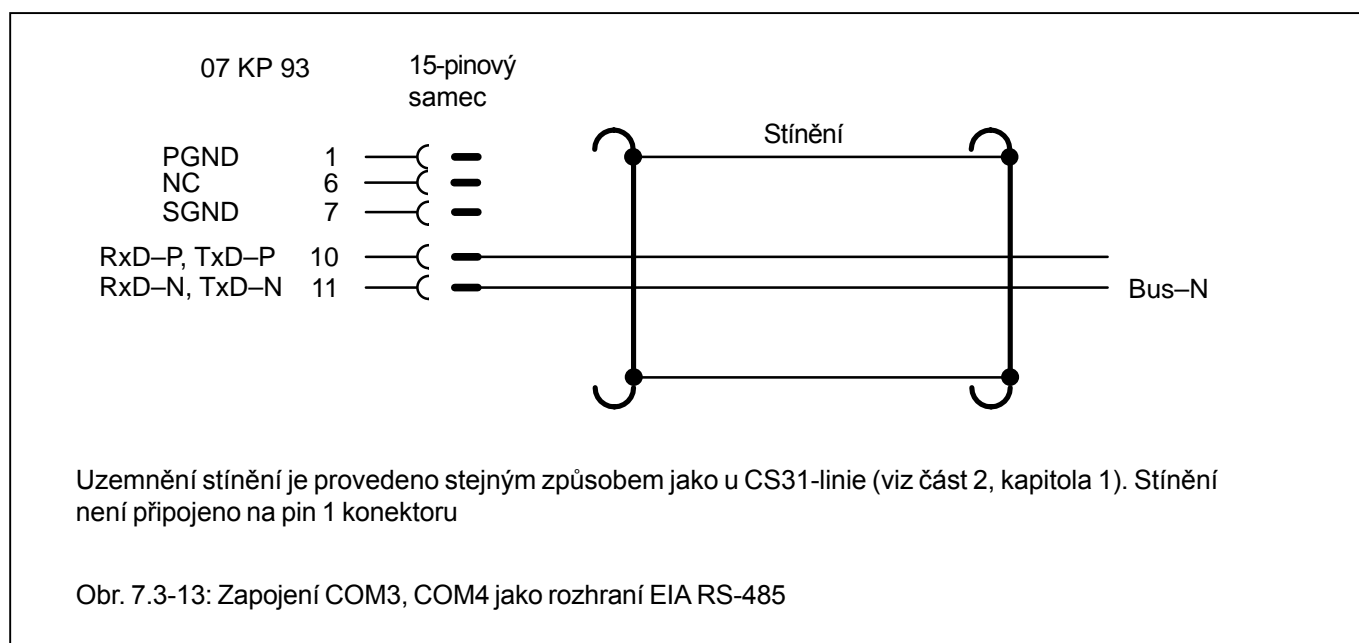 07 KP 93
15-pinový
samec
Stínění
PGND 1
NC 6
SGND 7
RxD–P, TxD–P 10
RxD–N, TxD–N 11
Bus–N
Uzemnění stínění je provedeno stejným způsobem jako u CS31-linie (viz část 2, kapitola 1). Stínění
není připojeno na pin 1 konektoru
Obr. 7.3-13: Zapojení COM3, COM4 jako rozhraní EIA RS-485